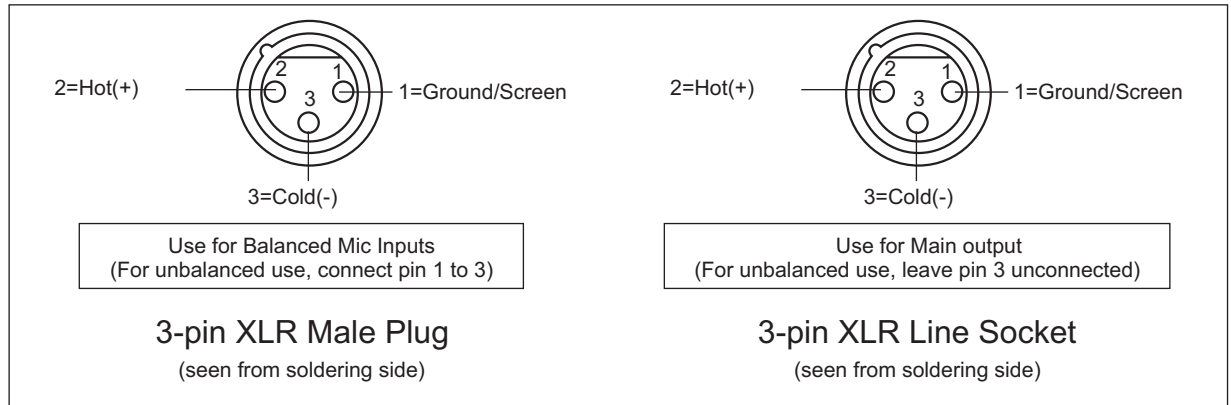 2
1
2=Hot(+)
3
1=Ground/Screen
3=Cold(-)
Use for Balanced Mic Inputs
(For unbalanced use, connect pin 1 to 3)
3-pin XLR Male Plug
(seen from soldering side)
2
1
2=Hot(+)
3
1=Ground/Screen
3=Cold(-)
Use for Main output
(For unbalanced use, leave pin 3 unconnected)
3-pin XLR Line Socket
(seen from soldering side)